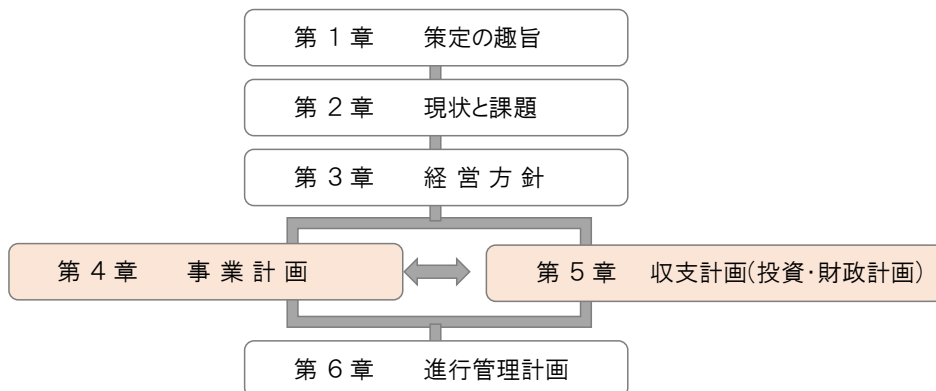 第 1 章 策定の趣旨
第 2 章 現状と課題
第 3 章 経 営 方 針
第 4 章 事 業 計 画
第 5 章 収支計画(投資・財政計画)
第 6 章 進行管理計画